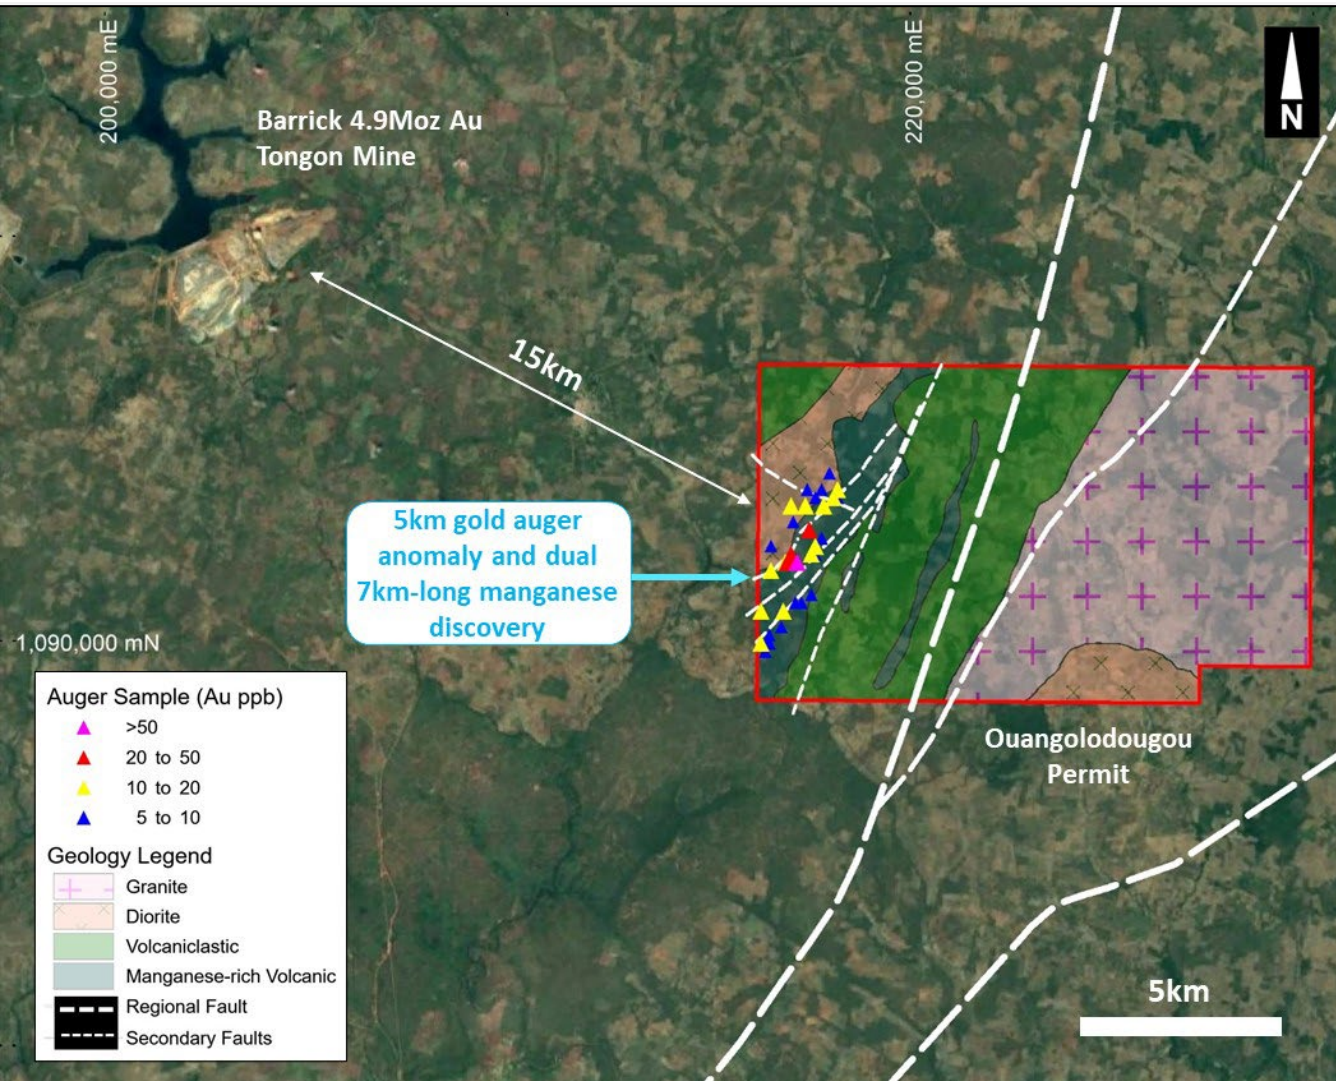 200,000 mE
220,000 mE
N
Barrick 4.9Moz Au
Tongon Mine
15km
5km gold auger
anomaly and dual
7km-long manganese
discovery
1,090,000 mN
Ouangolodougou
Permit
Auger Sample (Au ppb)
>50
20 to 50
10 to 20
5 to 10
Geology Legend
Granite
Diorite
Volcaniclastic
Manganese-rich Volcanic
Regional Fault
Secondary Faults
5km